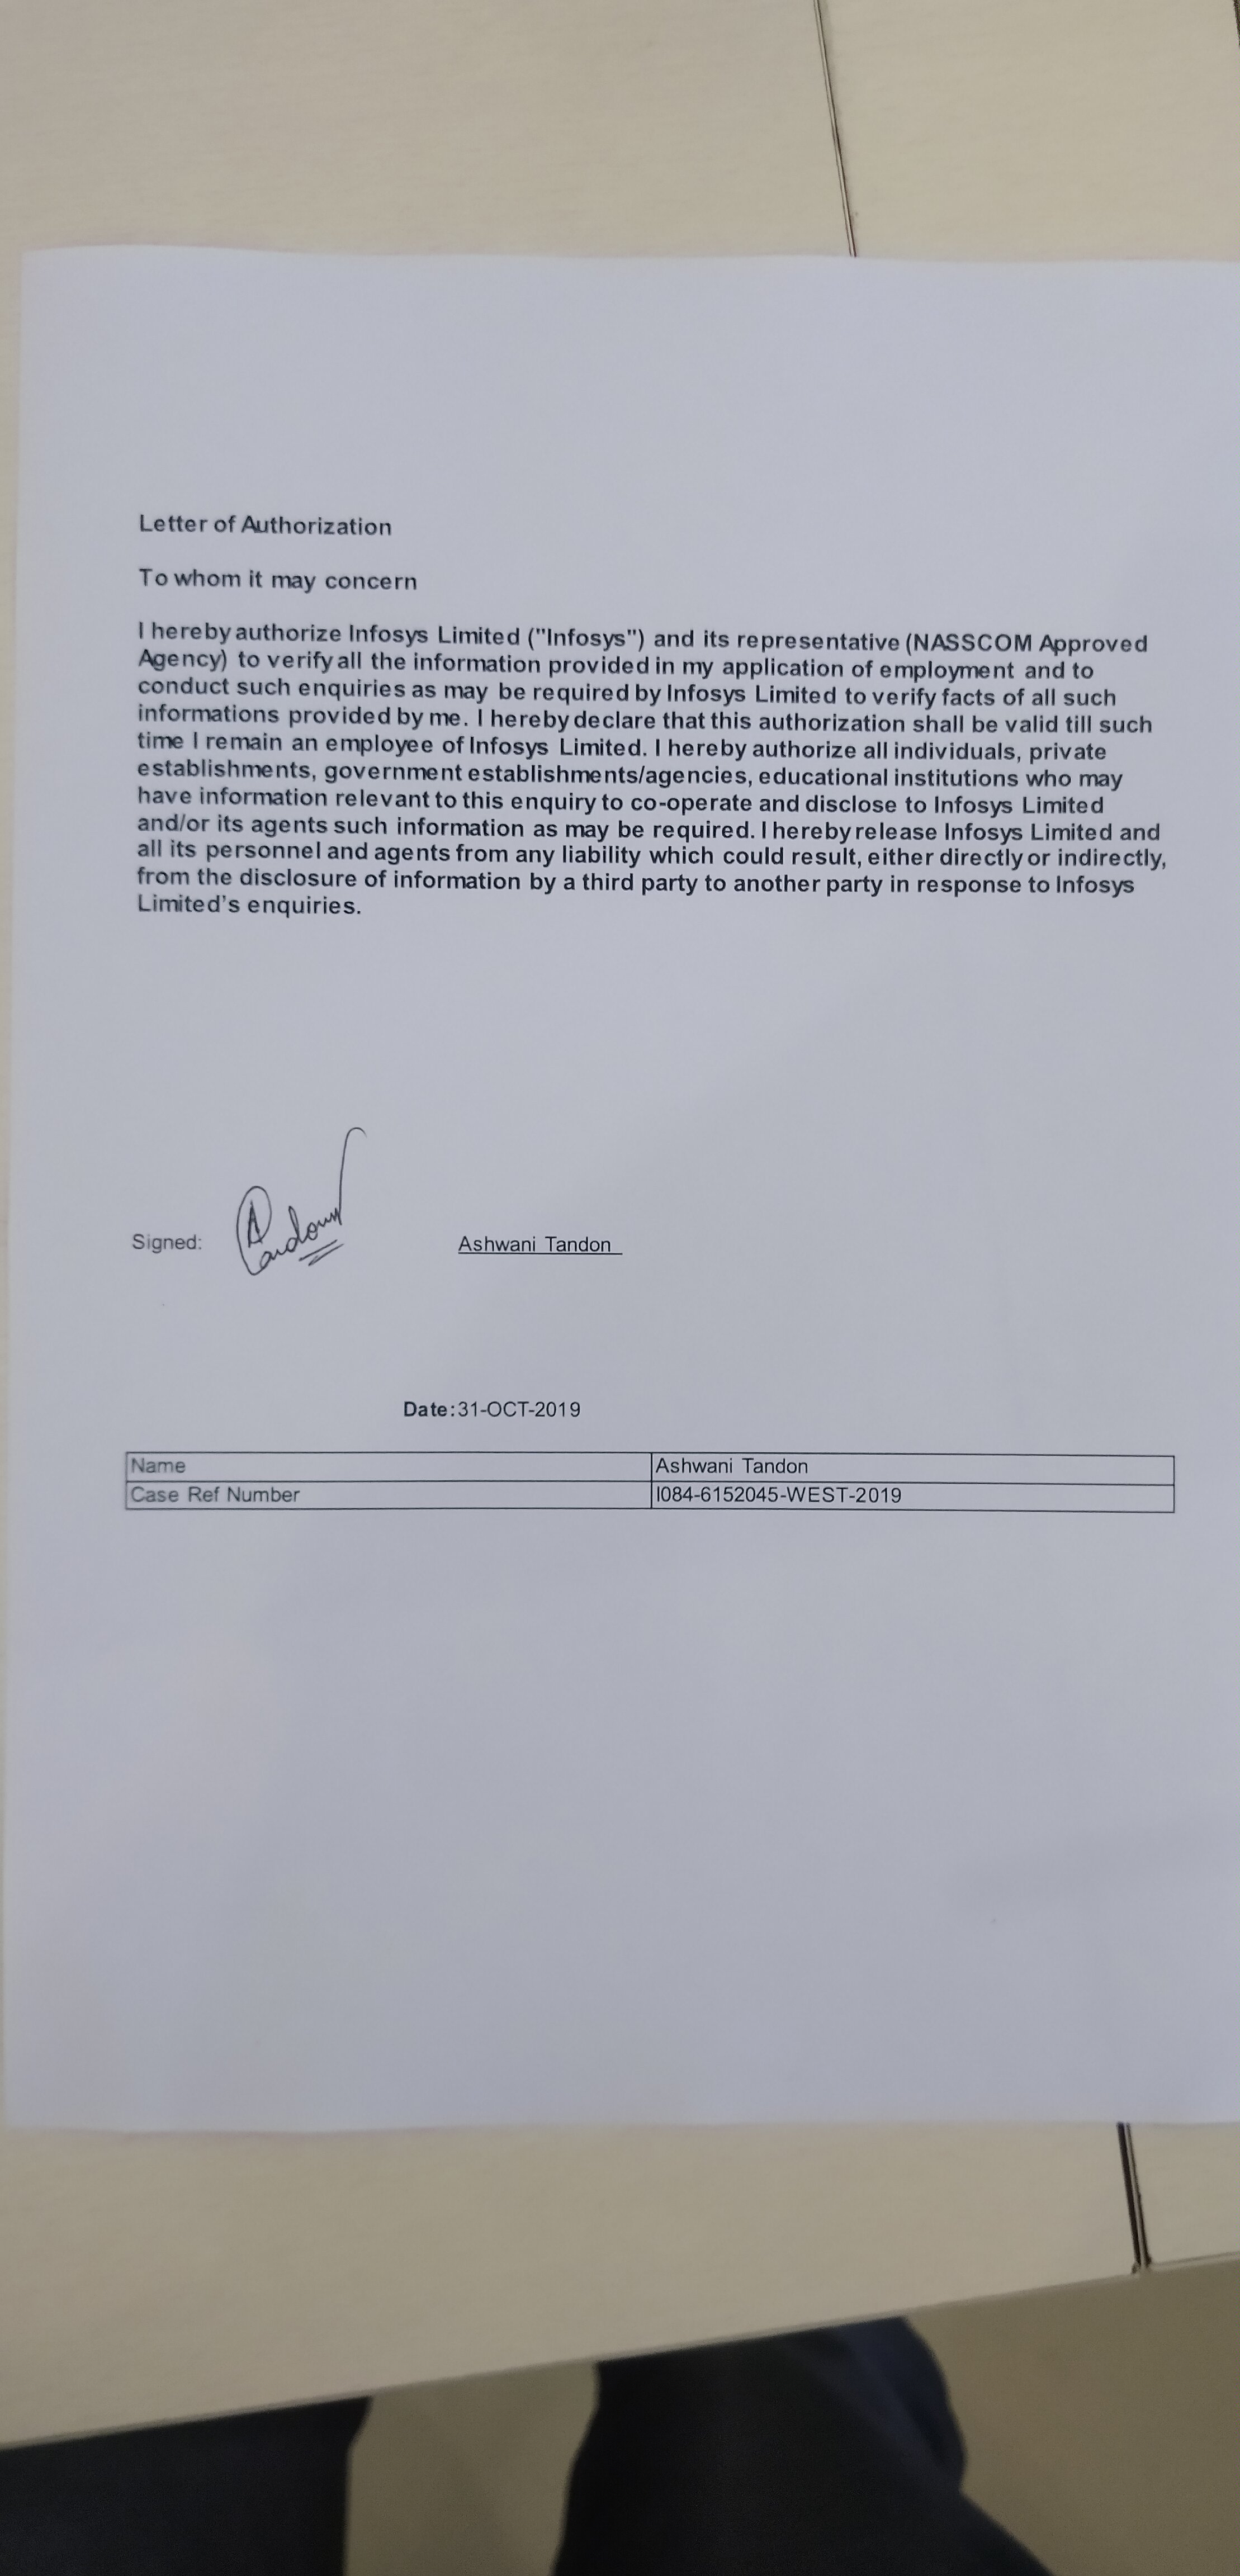 Letter of Authorization
To whom it may concern
I hereby authorize Infosys Limited ("Infosys") and its representative (NASSCOM Approved
Agency) to verify all the information provided in my application of employment and to
conduct such enquiries as may be required by Infosys Limited to verify facts of all such
informations provided by me. I hereby declare that this authorization shall be valid till such
time I remain an employee of Infosys Limited. I hereby authorize all individuals, private
establishments, government establishments/agencies, educational institutions who may
have information relevant to this enquiry to co-operate and disclose to Infosys Limited
and/or its agents such information as may be required. I hereby release Infosys Limited and
all its personnel and agents from any liability which could result, either directly or indirectly,
from the disclosure of information by a third party to another party in response to Infosys
Limited's enquiries.
Signed: ATandon Ashwani Tandon
Date:31-OCT-2019
Name Ashwani Tandon
Case Ref Number I084-6152045-WEST-2019